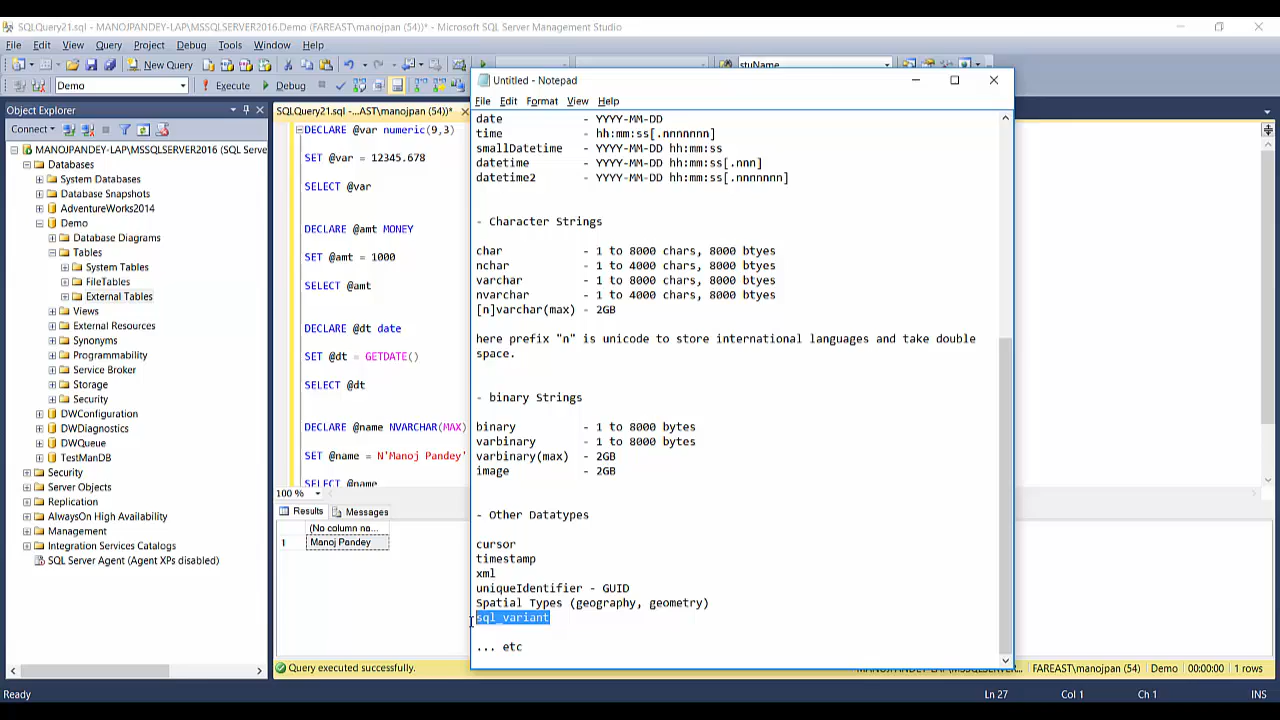 SQLQuery21.sql - MANOJPANDEY-LAP\MSSQLSERVER2016.Demo (FAREAST\manojpan (54))* - Microsoft SQL Server Management Studio
File Edit View Query Project Debug Tools Window Help
New Query
stuName
Demo
Execute
Debug
Object Explorer
Connect
MANOJPANDEY-LAP\MSSQLSERVER2016 (SQL Serve
Databases
System Databases
Database Snapshots
AdventureWorks2014
Demo
Database Diagrams
Tables
System Tables
FileTables
External Tables
Views
External Resources
Synonyms
Programmability
Service Broker
Storage
Security
DWConfiguration
DWDiagnostics
DWQueue
TestManDB
Security
Server Objects
Replication
AlwaysOn High Availability
Management
Integration Services Catalogs
SQL Server Agent (Agent XPs disabled)
SQLQuery21.sql -...AST\manojpan (54))*
DECLARE @var numeric(9,3)
SET @var = 12345.678
SELECT @var
DECLARE @amt MONEY
SET @amt = 1000
SELECT @amt
DECLARE @dt date
SET @dt = GETDATE()
SELECT @dt
DECLARE @name NVARCHAR(MAX)
SET @name = N'Manoj Pandey'
SELECT @name
100 %
Results Messages
(No column na...
1 Manoj Pandey
Query executed successfully.
Untitled - Notepad
File Edit Format View Help
date - YYYY-MM-DD
time - hh:mm:ss[.nnnnnnn]
smallDatetime - YYYY-MM-DD hh:mm:ss
datetime - YYYY-MM-DD hh:mm:ss[.nnn]
datetime2 - YYYY-MM-DD hh:mm:ss[.nnnnnnn]
- Character Strings
char - 1 to 8000 chars, 8000 btyes
nchar - 1 to 4000 chars, 8000 btyes
varchar - 1 to 8000 chars, 8000 btyes
nvarchar - 1 to 4000 chars, 8000 btyes
[n]varchar(max) - 2GB
here prefix "n" is unicode to store international languages and take double
space.
- binary Strings
binary - 1 to 8000 bytes
varbinary - 1 to 8000 bytes
varbinary(max) - 2GB
image - 2GB
- Other Datatypes
cursor
timestamp
xml
uniqueIdentifier - GUID
Spatial Types (geography, geometry)
sql_variant
... etc
FAREAST\manojpan (54) Demo 00:00:00 1 rows
Ready
Ln 27 Col 1 Ch 1 INS